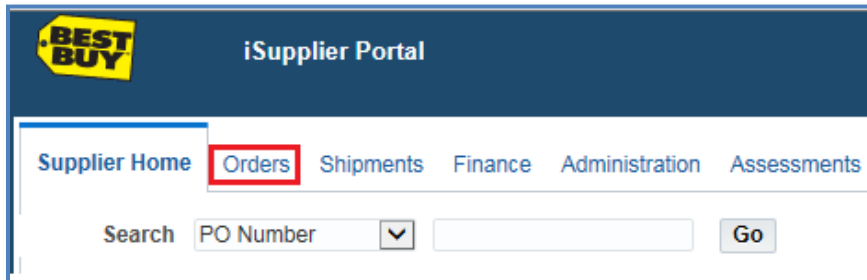 BEST
BUY
iSupplier Portal
Supplier Home Orders Shipments Finance Administration Assessments
Search PO Number Go